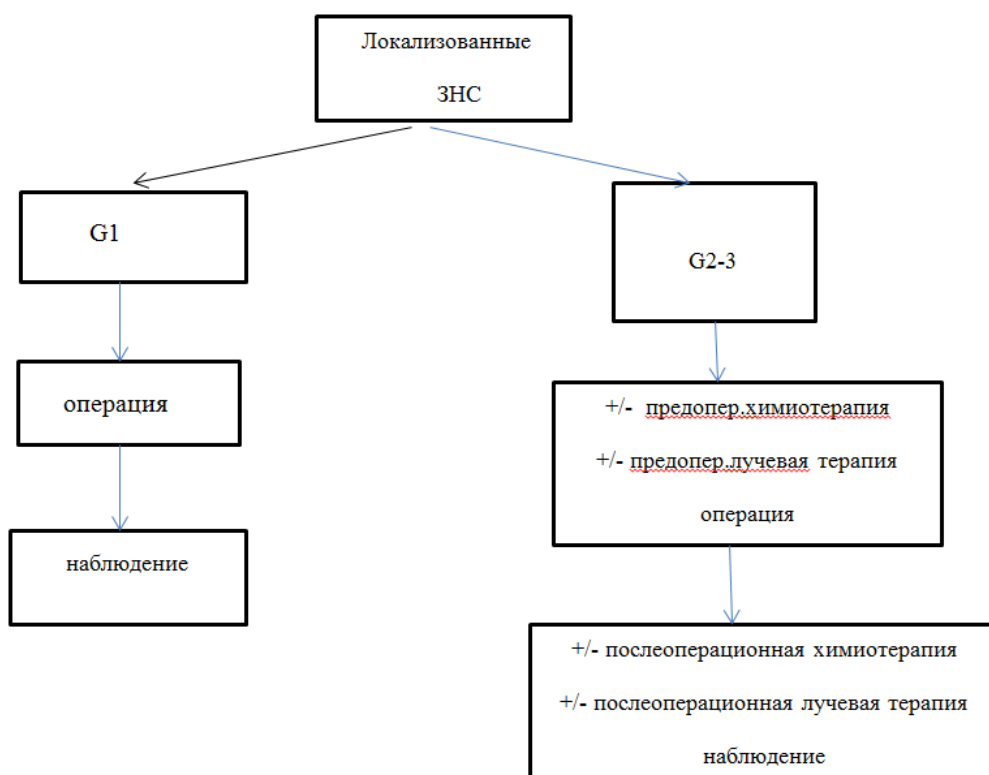 Локализованные
ЗНС
G1
G2-3
операция
+/- предопер.химиотерапия
+/- предопер.лучевая терапия
операция
наблюдение
+/- послеоперационная химиотерапия
+/- послеоперационная лучевая терапия
наблюдение